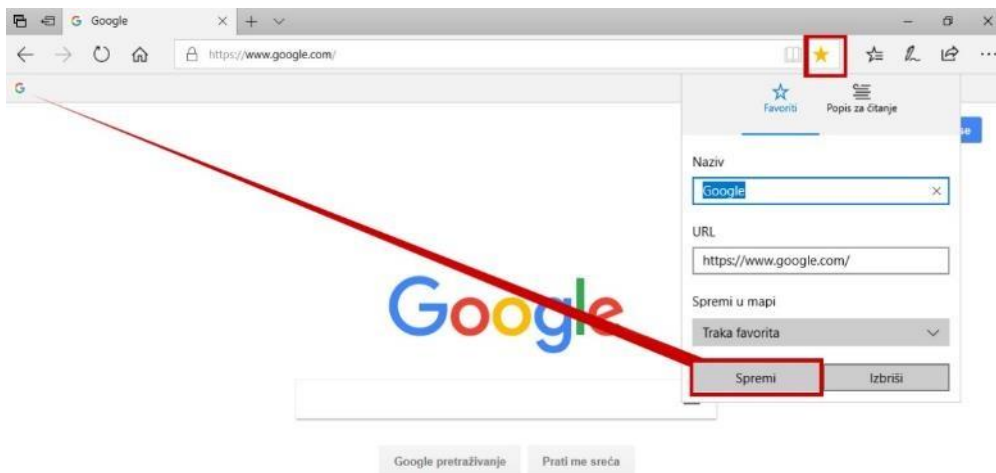 Google
https://www.google.com/
G
Favoriti Popis za čitanje
Naziv
Google
URL
https://www.google.com/
Spremi u mapi
Traka favorita
Spremi Izbriši
Google
Google pretraživanje Prati me sreća